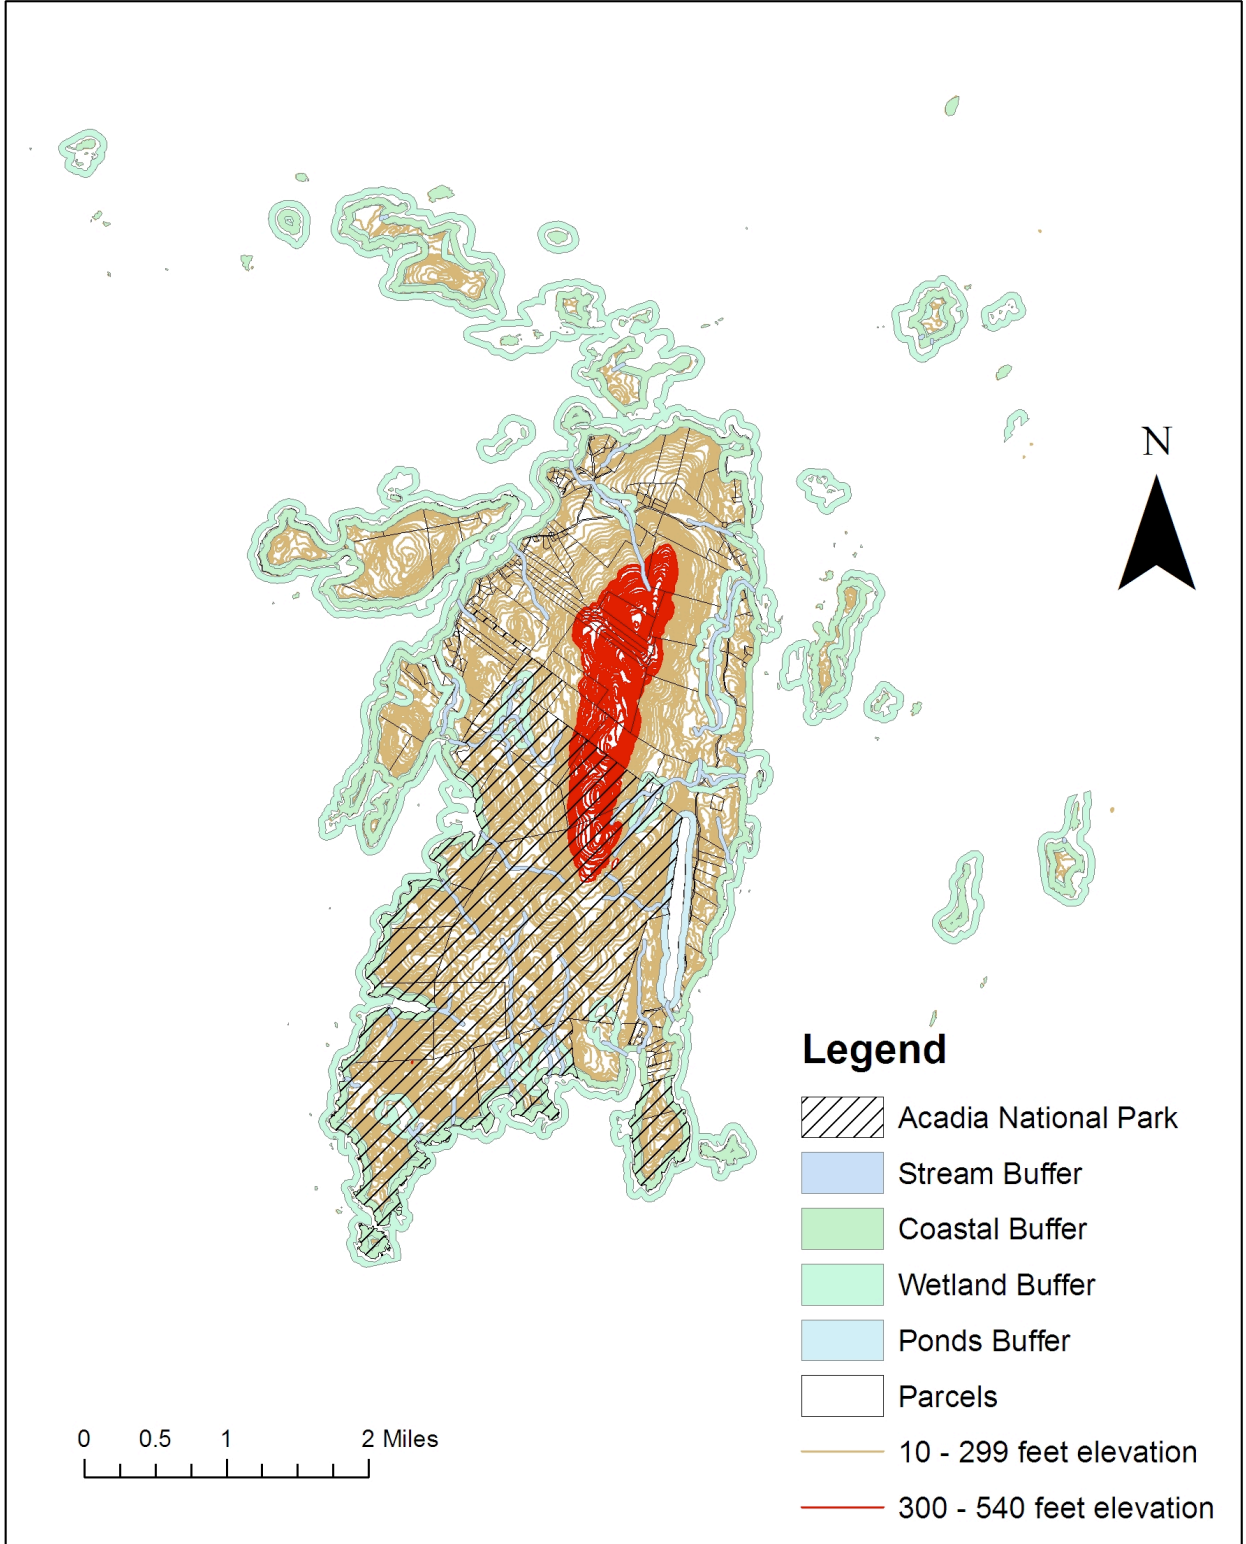 N
Legend
Acadia National Park
Stream Buffer
Coastal Buffer
Wetland Buffer
Ponds Buffer
Parcels
10 - 299 feet elevation
300 - 540 feet elevation
0 0.5 1 2 Miles